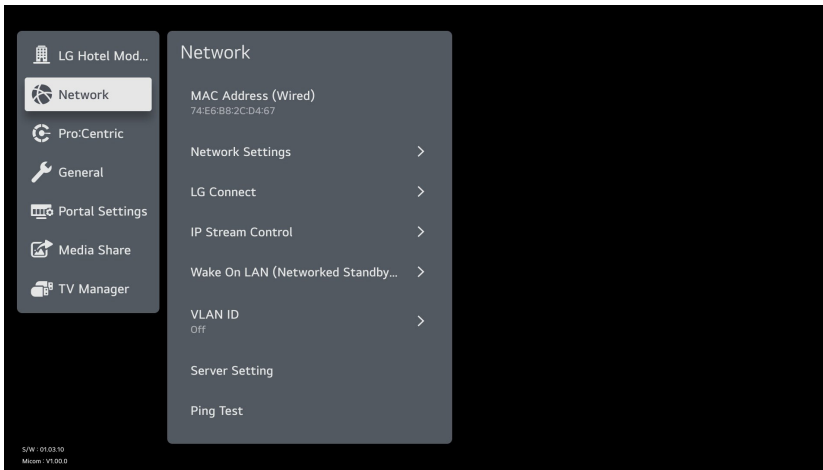 LG Hotel Mod...
Network
Pro:Centric
General
Portal Settings
Media Share
TV Manager
Network
MAC Address (Wired)
74:E6:B8:2C:D4:67
Network Settings
LG Connect
IP Stream Control
Wake On LAN (Networked Standby...
VLAN ID
Off
Server Setting
Ping Test
S/W : 01.03.10
Micom : V1.00.0